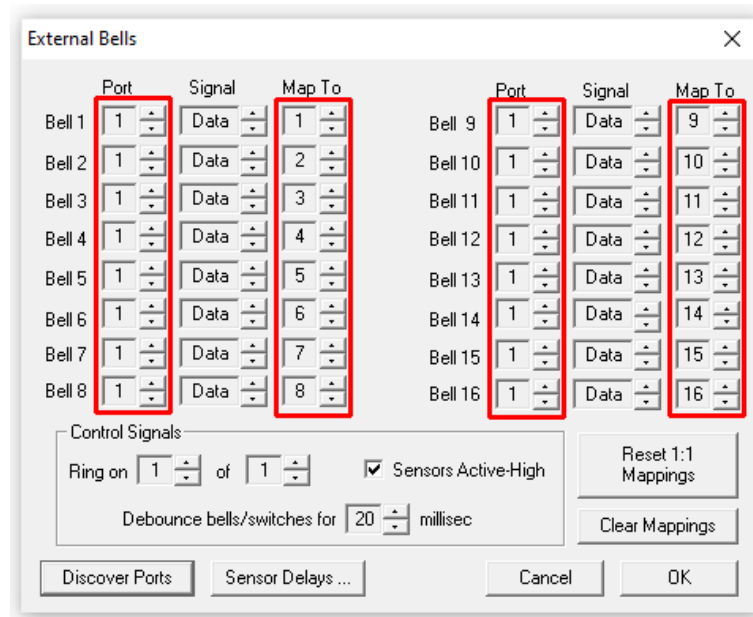 External Bells
Port Signal Map To Port Signal Map To
Bell 1 1 Data 1 Bell 9 1 Data 9
Bell 2 1 Data 2 Bell 10 1 Data 10
Bell 3 1 Data 3 Bell 11 1 Data 11
Bell 4 1 Data 4 Bell 12 1 Data 12
Bell 5 1 Data 5 Bell 13 1 Data 13
Bell 6 1 Data 6 Bell 14 1 Data 14
Bell 7 1 Data 7 Bell 15 1 Data 15
Bell 8 1 Data 8 Bell 16 1 Data 16
Control Signals
Ring on 1 of 1 Sensors Active-High
Debounce bells/switches for 20 millisec
Reset 1:1
Mappings
Clear Mappings
Discover Ports Sensor Delays ... Cancel OK